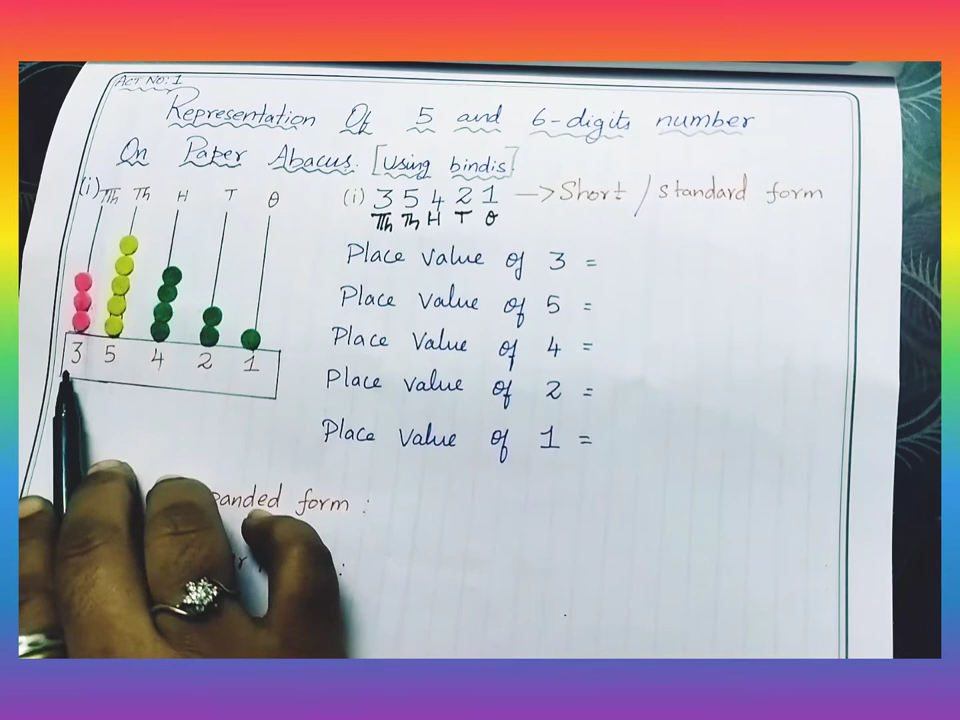 ACT NO: 1
Representation Of 5 and 6-digits number
On Paper Abacus. [Using bindis]
(i) TTh Th H T O
3 5 4 2 1
(i) 3 5 4 2 1 → Short / standard form
TTh Th H T O
Place value of 3 =
Place value of 5 =
Place Value of 4 =
Place value of 2 =
Place Value of 1 =
panded form :